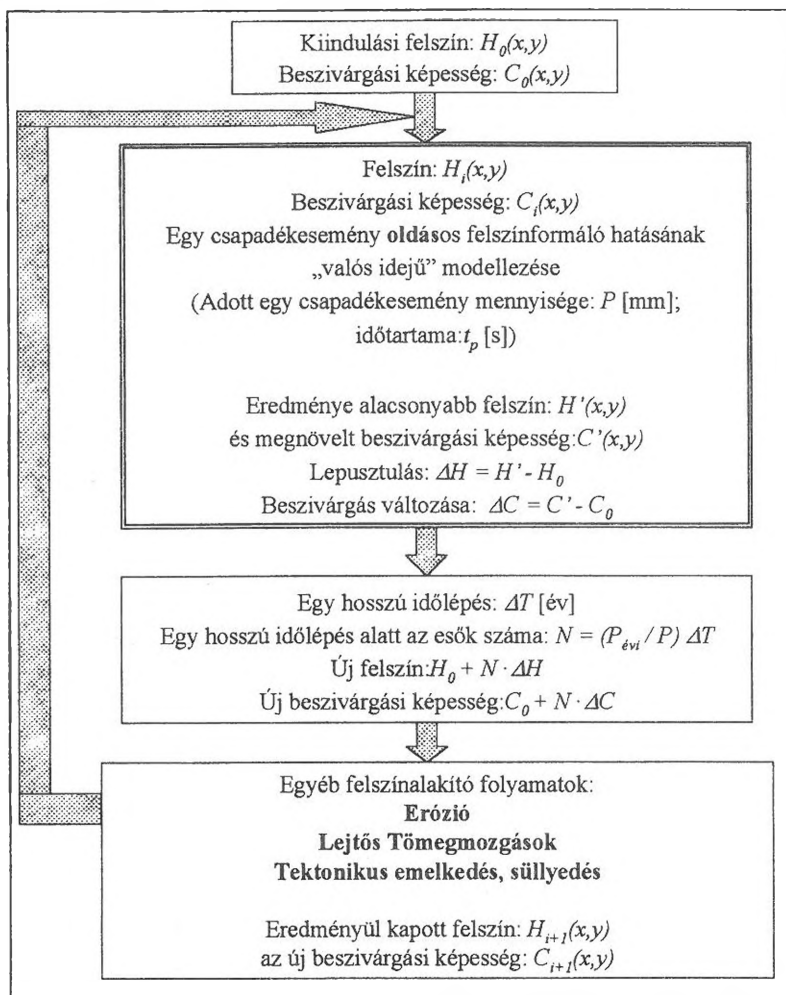 Kiindulási felszín: H₀(x,y)
Beszivárgási képesség: C₀(x,y)
Felszín: Hᵢ(x,y)
Beszivárgási képesség: Cᵢ(x,y)
Egy csapadékesemény oldásos felszínformáló hatásának
„valós idejű” modellezése
(Adott egy csapadékesemény mennyisége: P [mm];
időtartama:tₚ [s])
Eredménye alacsonyabb felszín: H'(x,y)
és megnövelt beszivárgási képesség:C'(x,y)
Lepusztulás: ΔH = H' - H₀
Beszivárgás változása: ΔC = C' - C₀
Egy hosszú időlépés: ΔT [év]
Egy hosszú időlépés alatt az esők száma: N = (P_évi / P) ΔT
Új felszín:H₀ + N · ΔH
Új beszivárgási képesség:C₀ + N · ΔC
Egyéb felszínalakító folyamatok:
Erózió
Lejtős Tömegmozgások
Tektonikus emelkedés, süllyedés
Eredményül kapott felszín: Hᵢ₊₁(x,y)
az új beszivárgási képesség: Cᵢ₊₁(x,y)